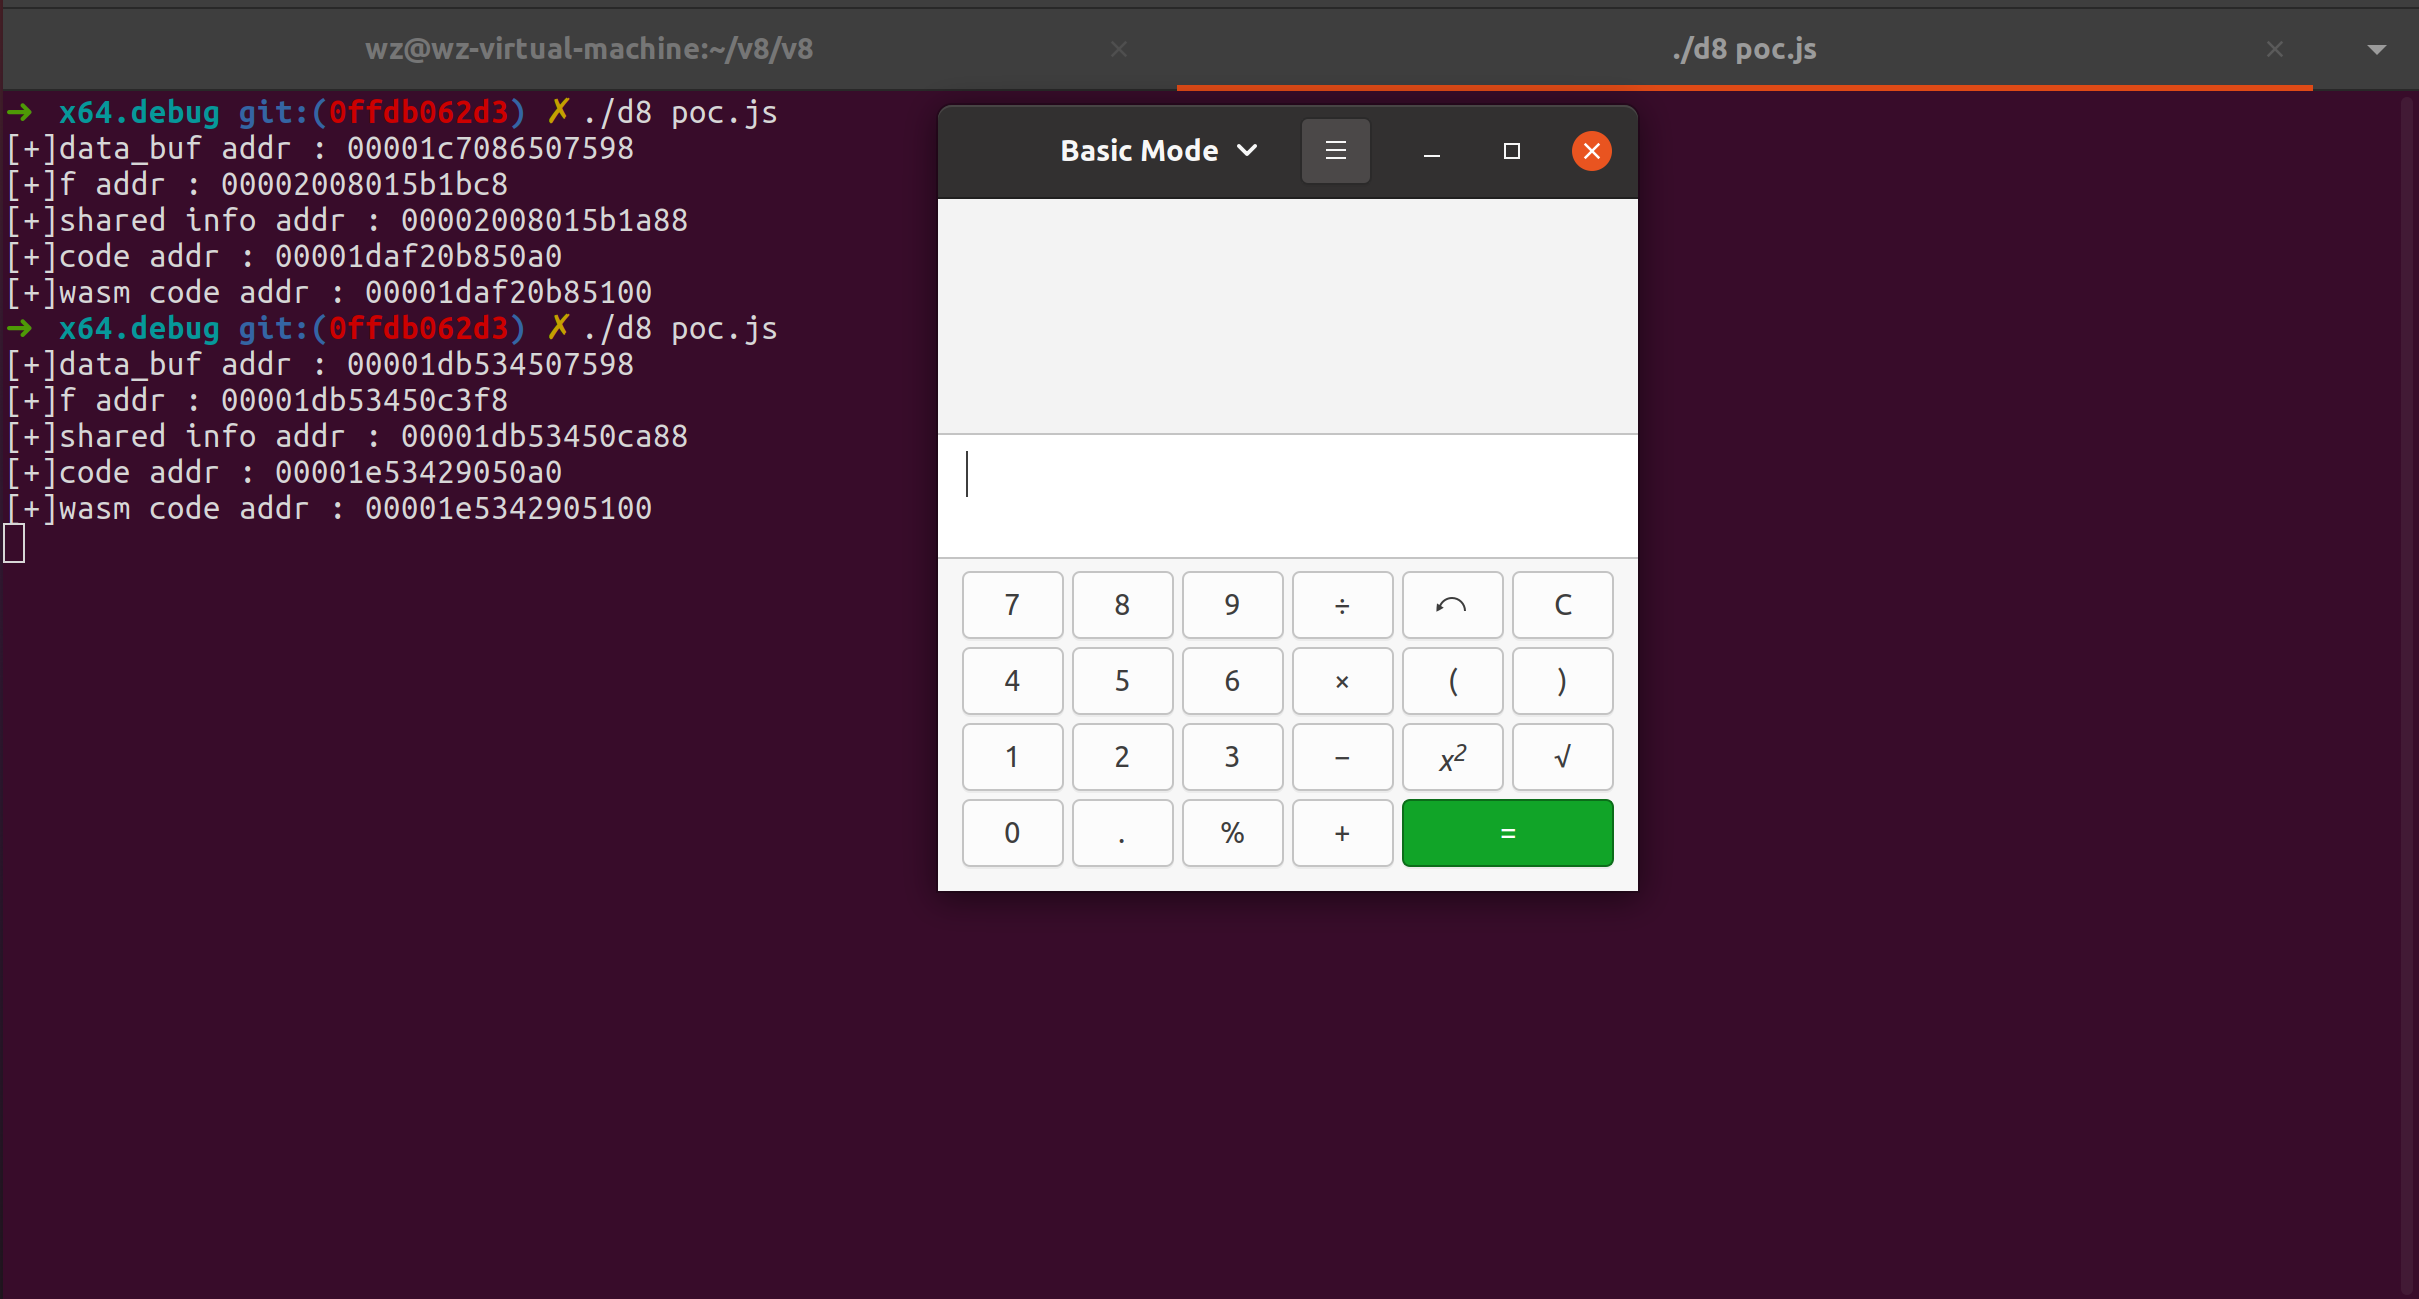 wz@wz-virtual-machine:~/v8/v8
./d8 poc.js
➜ x64.debug git:(0ffdb062d3) ✗ ./d8 poc.js
[+]data_buf addr : 00001c7086507598
[+]f addr : 00002008015b1bc8
[+]shared info addr : 00002008015b1a88
[+]code addr : 00001daf20b850a0
[+]wasm code addr : 00001daf20b85100
➜ x64.debug git:(0ffdb062d3) ✗ ./d8 poc.js
[+]data_buf addr : 00001db534507598
[+]f addr : 00001db53450c3f8
[+]shared info addr : 00001db53450ca88
[+]code addr : 00001e53429050a0
[+]wasm code addr : 00001e5342905100
Basic Mode
7 8 9 ÷ C
4 5 6 × ( )
1 2 3 − x² √
0 . % + =